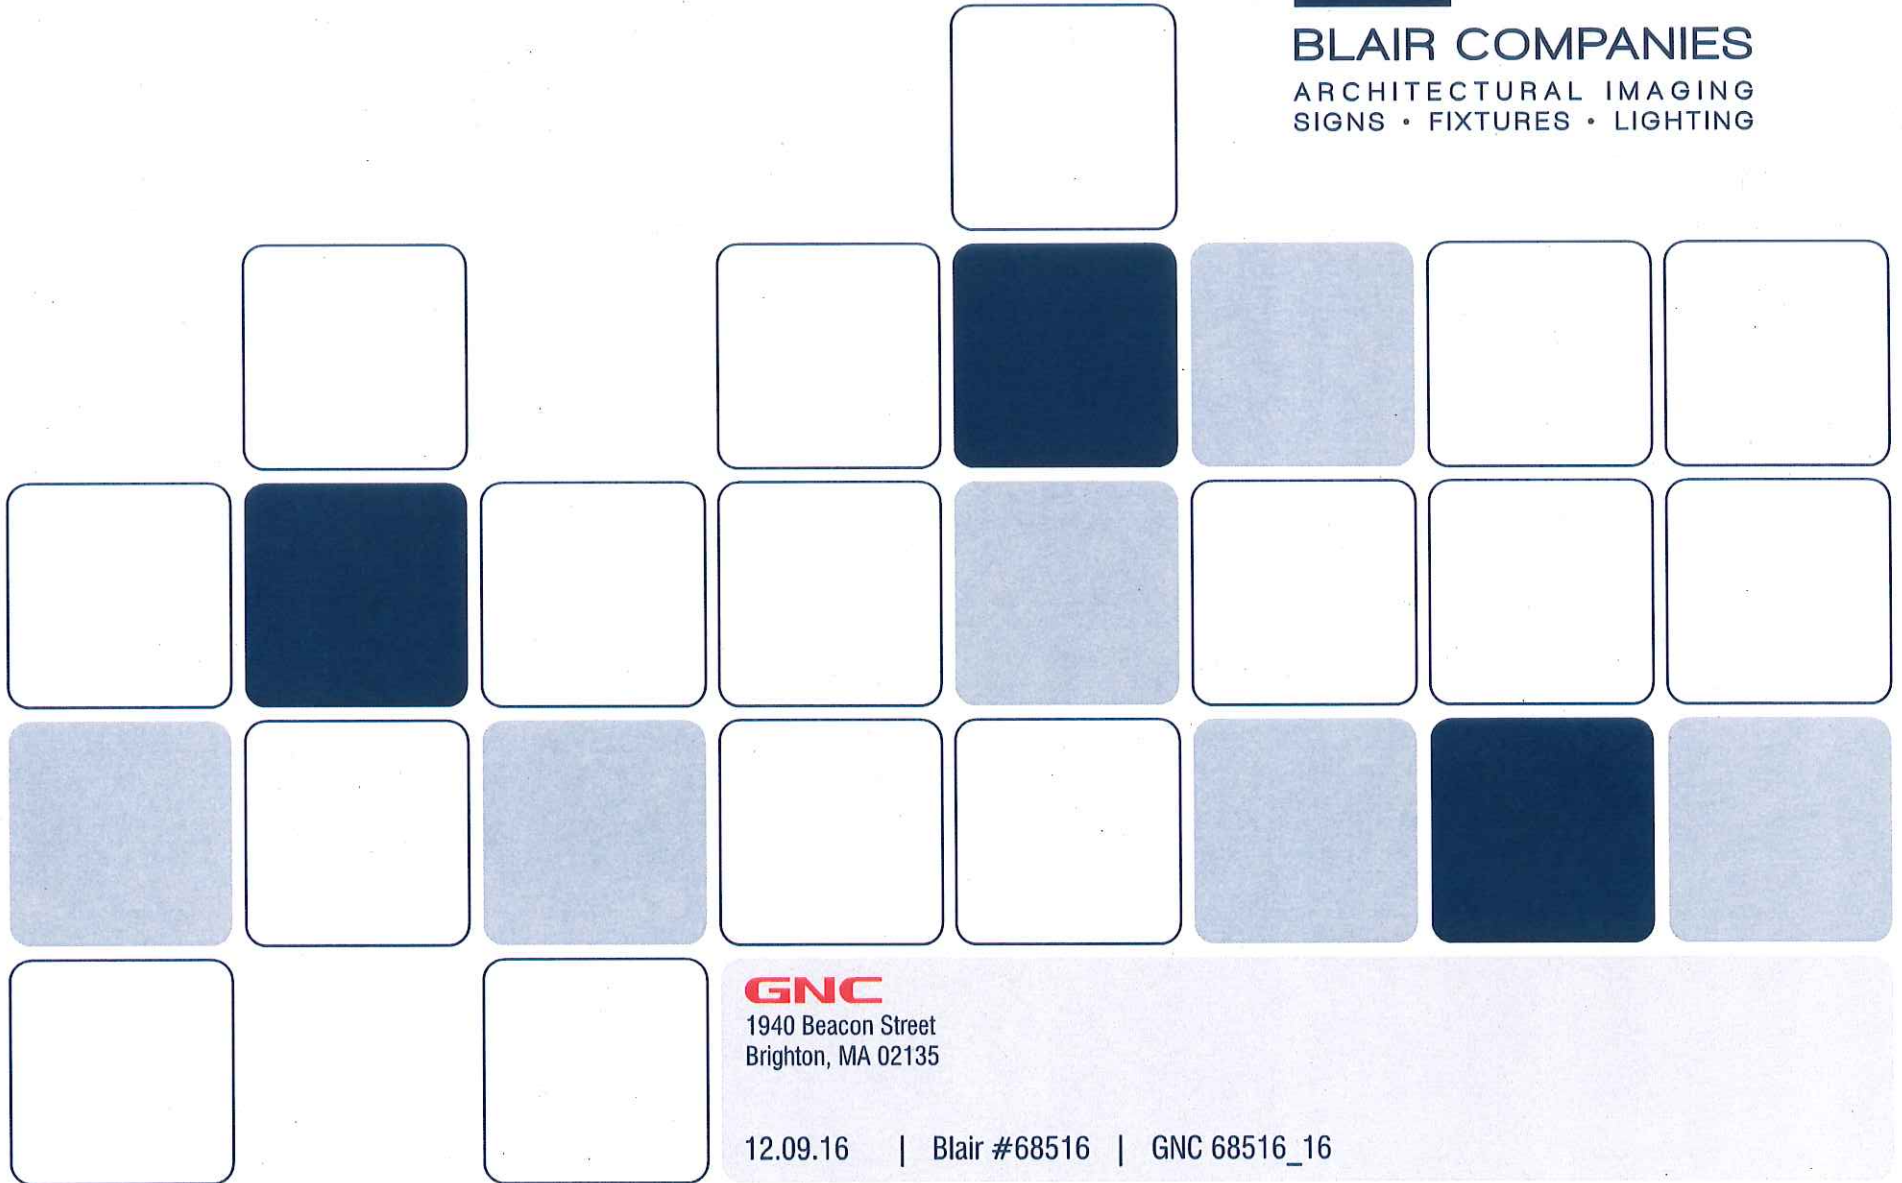 BLAIR COMPANIES
ARCHITECTURAL IMAGING
SIGNS • FIXTURES • LIGHTING
GNC
1940 Beacon Street
Brighton, MA 02135
12.09.16 | Blair #68516 | GNC 68516_16